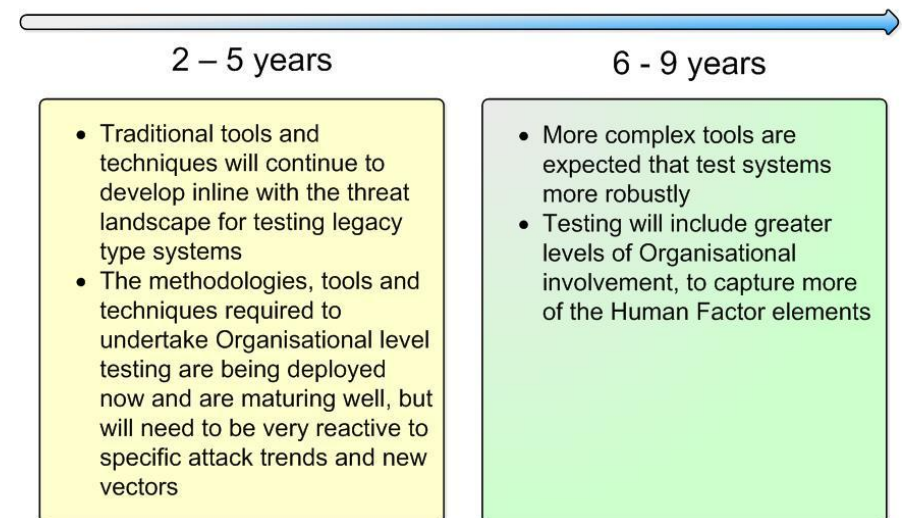 2 – 5 years
6 - 9 years
• Traditional tools and
techniques will continue to
develop inline with the threat
landscape for testing legacy
type systems
• The methodologies, tools and
techniques required to
undertake Organisational level
testing are being deployed
now and are maturing well, but
will need to be very reactive to
specific attack trends and new
vectors
• More complex tools are
expected that test systems
more robustly
• Testing will include greater
levels of Organisational
involvement, to capture more
of the Human Factor elements